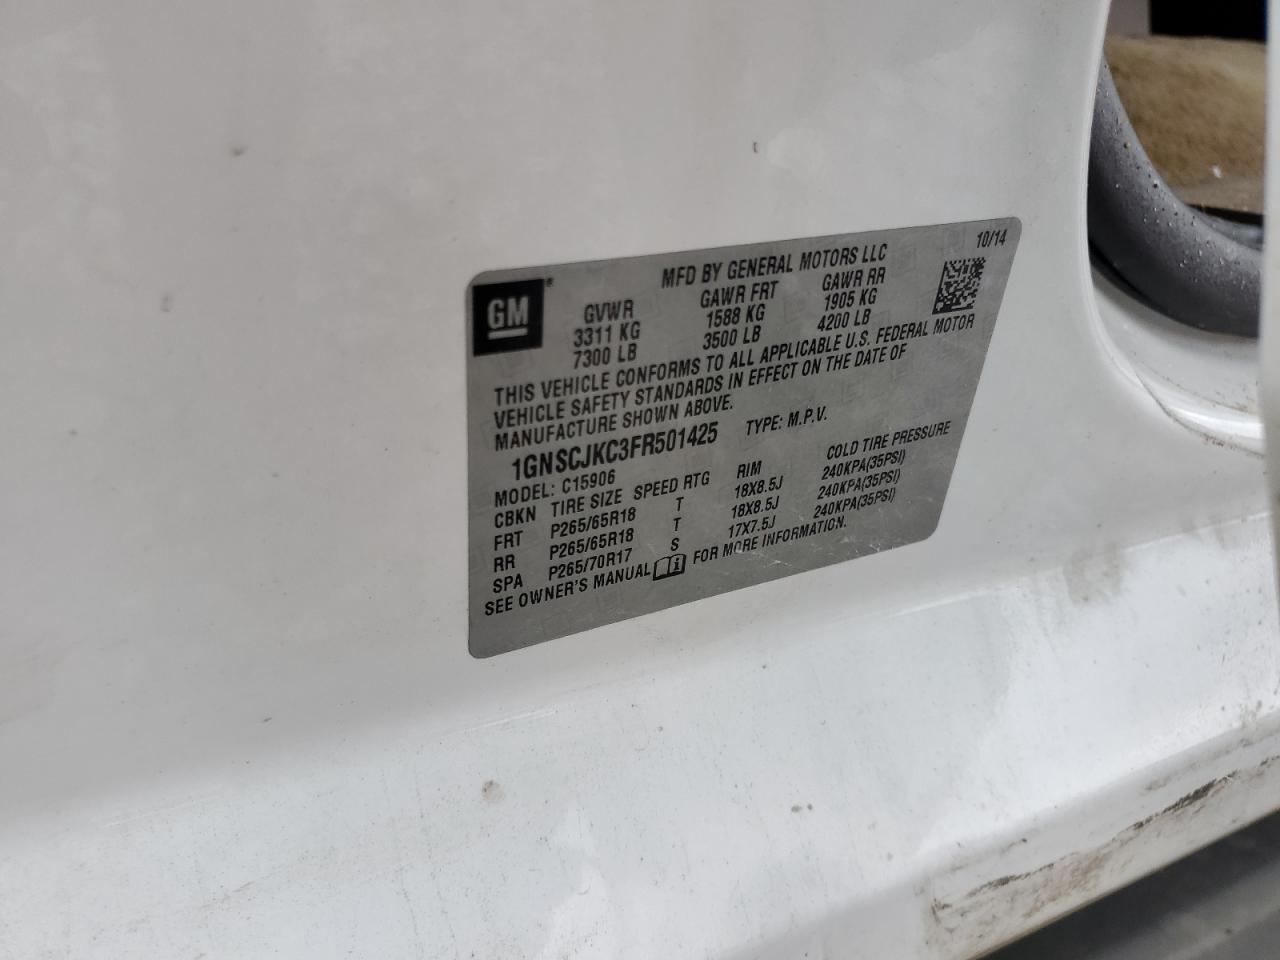 10/14
MFD BY GENERAL MOTORS LLC
GM®
GVWR GAWR FRT GAWR RR
3311 KG 1588 KG 1905 KG
7300 LB 3500 LB 4200 LB
THIS VEHICLE CONFORMS TO ALL APPLICABLE U.S. FEDERAL MOTOR
VEHICLE SAFETY STANDARDS IN EFFECT ON THE DATE OF
MANUFACTURE SHOWN ABOVE.
1GNSCJKC3FR501425 TYPE: M.P.V.
MODEL: C15906
CBKN TIRE SIZE SPEED RTG RIM COLD TIRE PRESSURE
FRT P265/65R18 T 18X8.5J 240KPA(35PSI)
RR P265/65R18 T 18X8.5J 240KPA(35PSI)
SPA P265/70R17 S 17X7.5J 240KPA(35PSI)
SEE OWNER'S MANUAL FOR MORE INFORMATION.